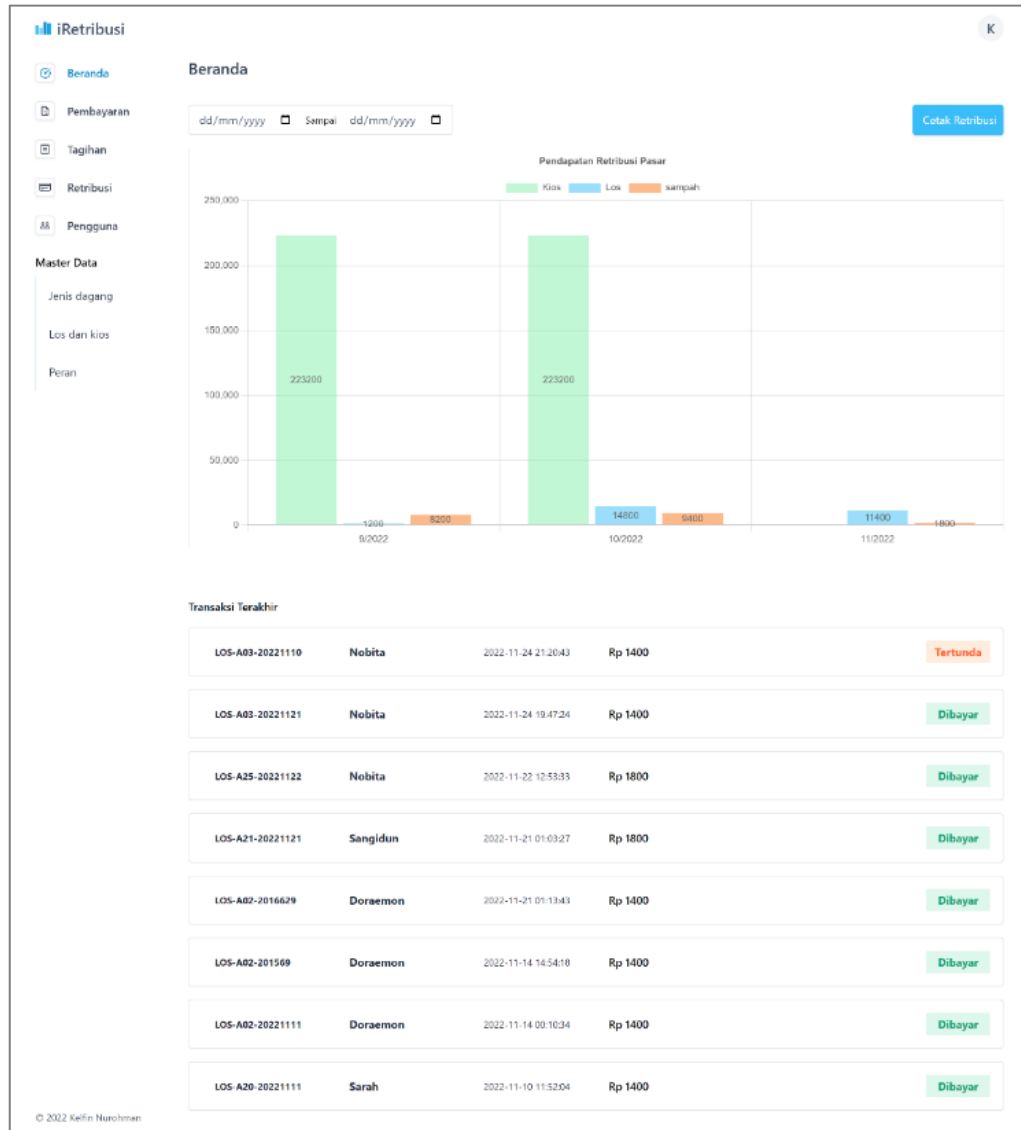 iRetribusi
K
Beranda
Pembayaran
Tagihan
Retribusi
Pengguna
Master Data
Jenis dagang
Los dan kios
Peran
Beranda
dd/mm/yyyy Sampai dd/mm/yyyy
Cetak Retribusi
Pendapatan Retribusi Pasar
Kios Los sampah
250,000
200,000
150,000
100,000
50,000
0
223200 1200 8200
223200 14800 9400
11400 1800
9/2022 10/2022 11/2022
Transaksi Terakhir
LOS-A03-20221110 Nobita 2022-11-24 21:20:43 Rp 1400 Tertunda
LOS-A03-20221121 Nobita 2022-11-24 19:47:24 Rp 1400 Dibayar
LOS-A25-20221122 Nobita 2022-11-22 12:53:33 Rp 1800 Dibayar
LOS-A21-20221121 Sangidun 2022-11-21 01:03:27 Rp 1800 Dibayar
LOS-A02-2016629 Doraemon 2022-11-21 01:13:43 Rp 1400 Dibayar
LOS-A02-201569 Doraemon 2022-11-14 14:54:18 Rp 1400 Dibayar
LOS-A02-20221111 Doraemon 2022-11-14 00:10:34 Rp 1400 Dibayar
LOS-A20-20221111 Sarah 2022-11-10 11:52:04 Rp 1400 Dibayar
© 2022 Kelfin Nurohman